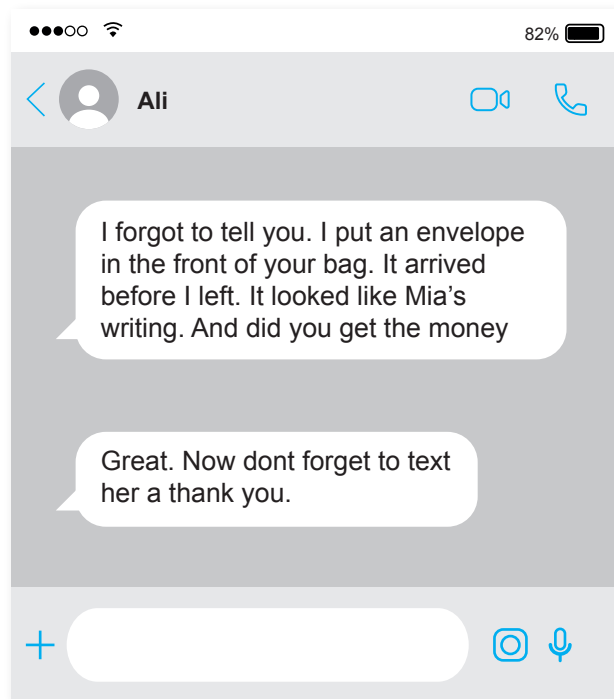 82%
Ali
I forgot to tell you. I put an envelope
in the front of your bag. It arrived
before I left. It looked like Mia’s
writing. And did you get the money
Great. Now dont forget to text
her a thank you.